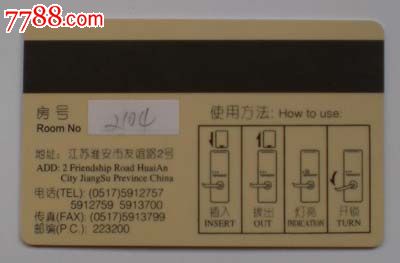 7788.com
房号
Room No 2104
地址: 江苏淮安市友谊路2号
ADD: 2 Friendship Road HuaiAn
City JiangSu Province China
电话(TEL): (0517)5912757
5912759 5913700
传真(FAX): (0517)5913799
邮编(P.C.): 223200
使用方法: How to use:
插入 拔出 灯亮 开锁
INSERT OUT INDICATION TURN